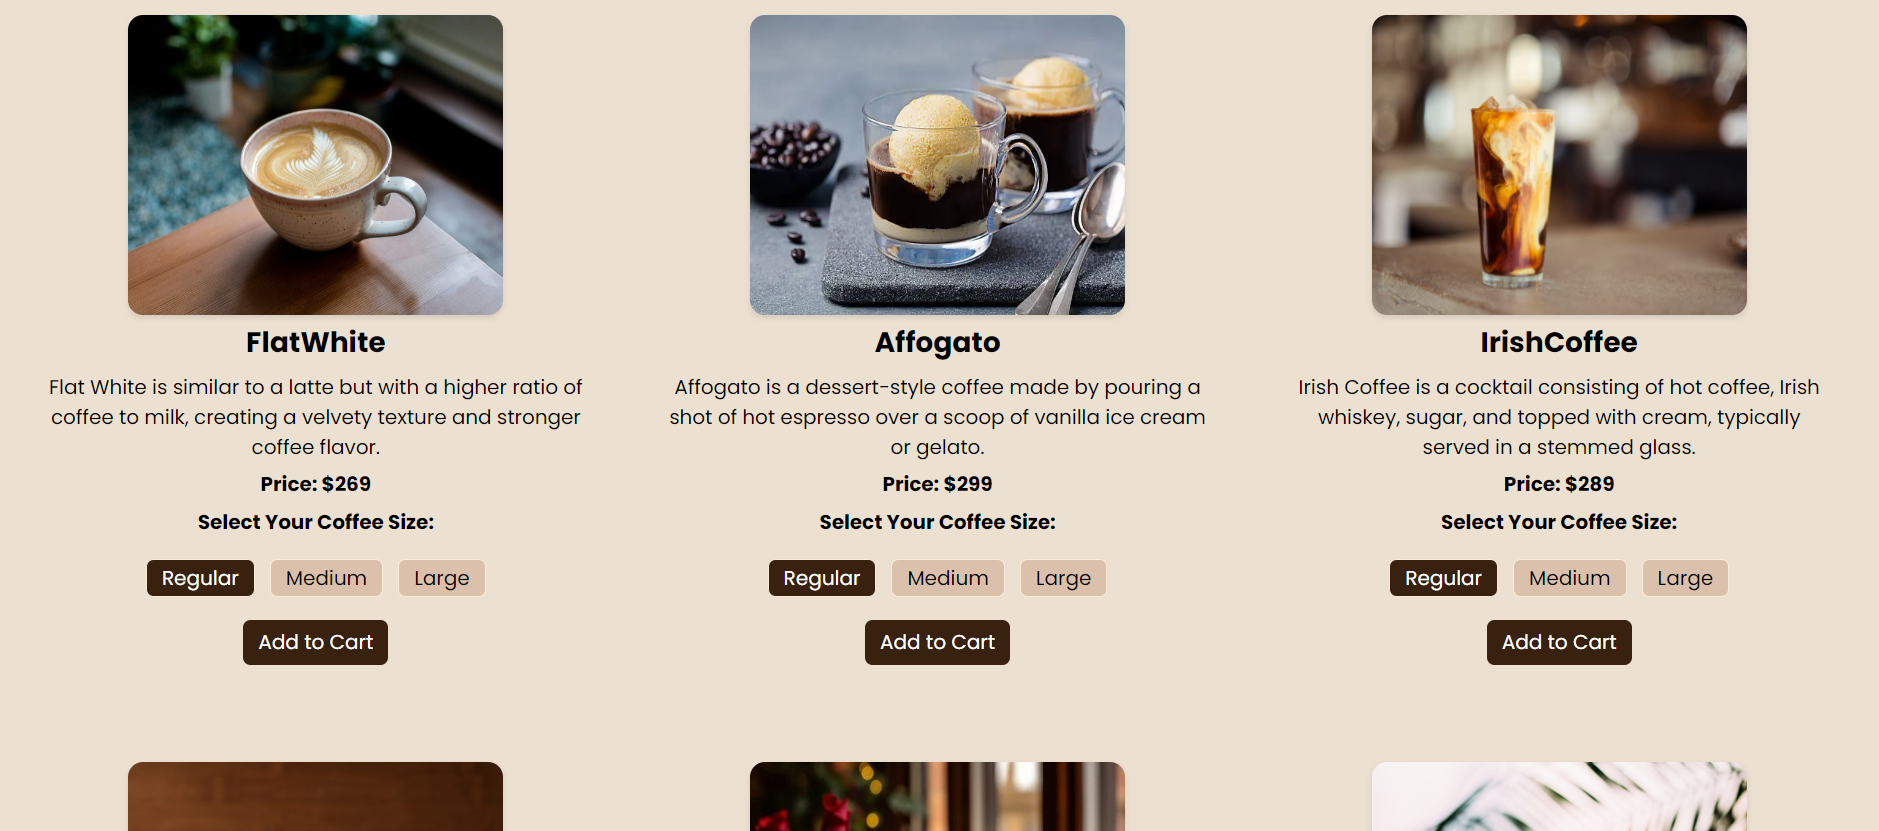 FlatWhite
Flat White is similar to a latte but with a higher ratio of
coffee to milk, creating a velvety texture and stronger
coffee flavor.
Price: $269
Select Your Coffee Size:
Regular Medium Large
Add to Cart
Affogato
Affogato is a dessert-style coffee made by pouring a
shot of hot espresso over a scoop of vanilla ice cream
or gelato.
Price: $299
Select Your Coffee Size:
Regular Medium Large
Add to Cart
IrishCoffee
Irish Coffee is a cocktail consisting of hot coffee, Irish
whiskey, sugar, and topped with cream, typically
served in a stemmed glass.
Price: $289
Select Your Coffee Size:
Regular Medium Large
Add to Cart